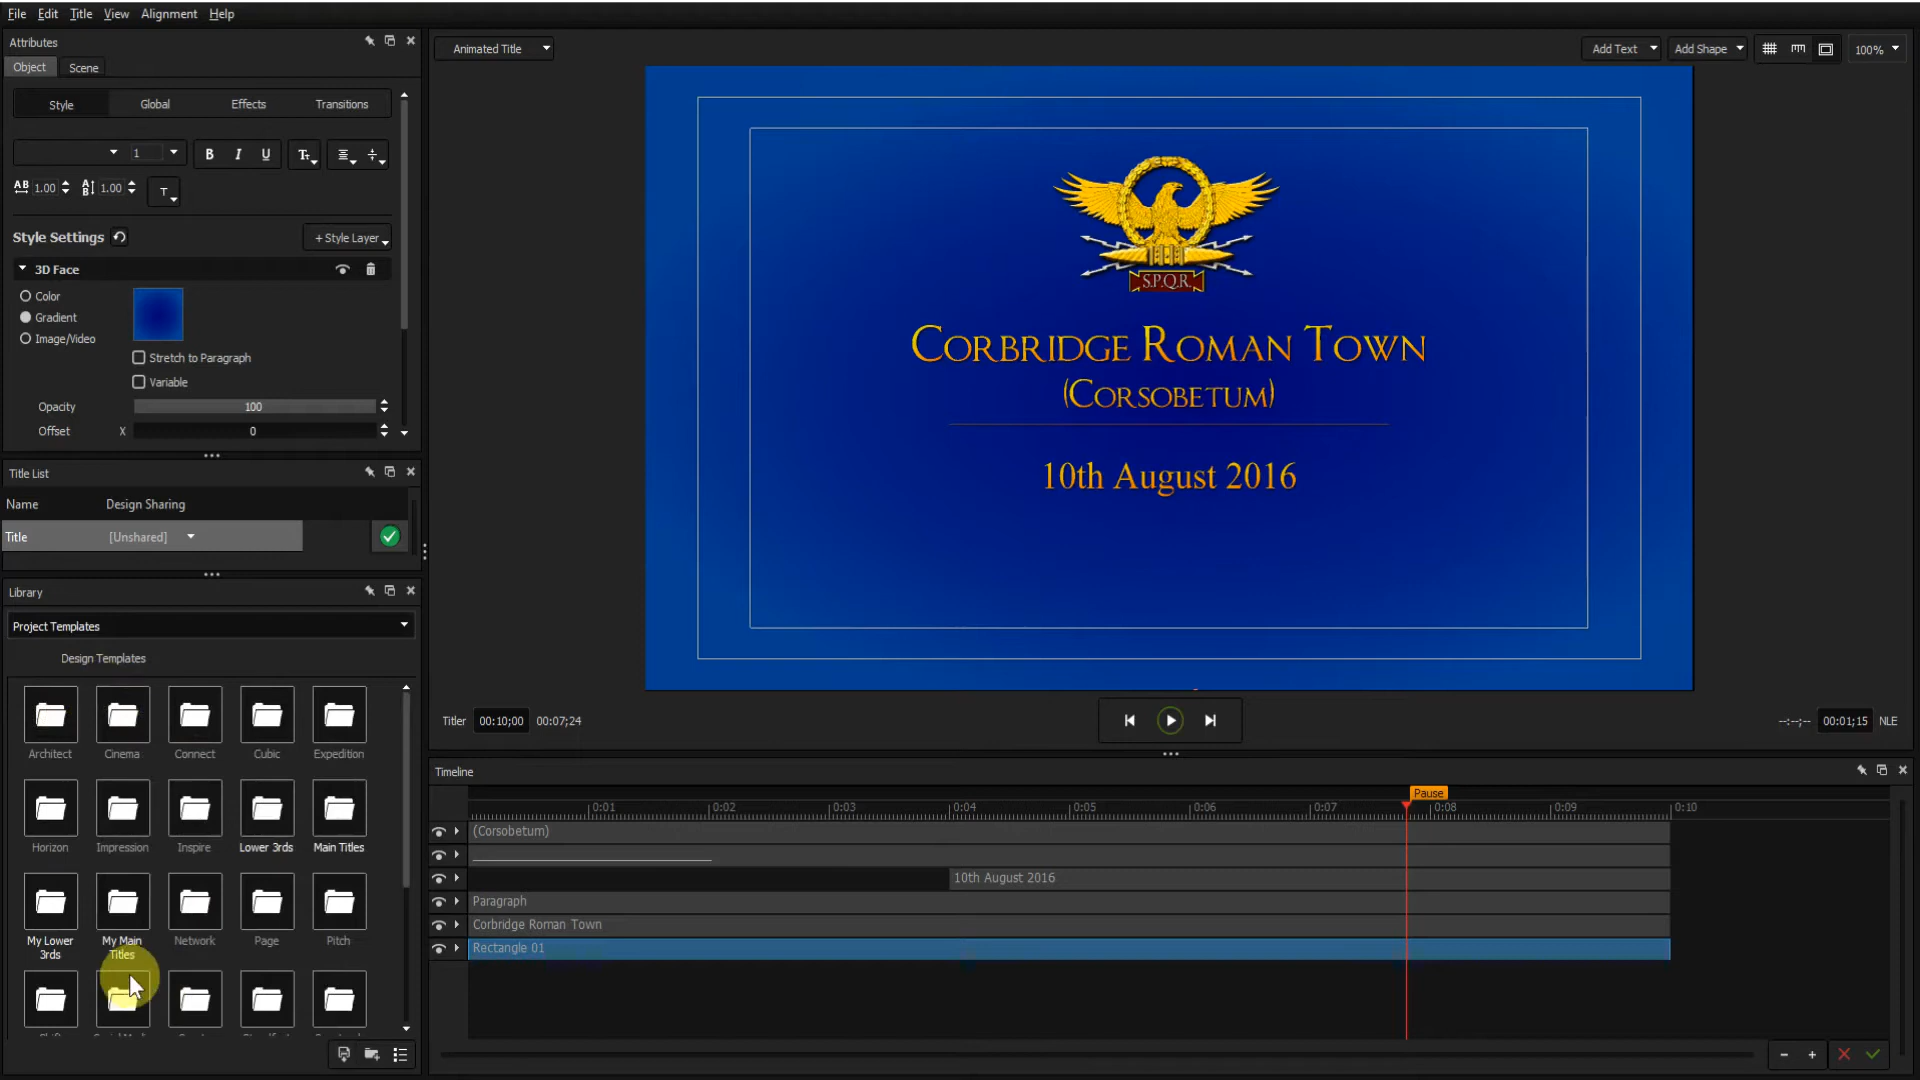 File Edit Title View Alignment Help
Attributes
Object Scene
Style Global Effects Transitions
1
B I U Tт
AB 1.00 AB 1.00 T
Style Settings + Style Layer
3D Face
Color
Gradient
Image/Video
Stretch to Paragraph
Variable
Opacity 100
Offset X 0
Title List
Name Design Sharing
Title [Unshared]
Library
Project Templates
Design Templates
Architect Cinema Connect Cubic Expedition
Horizon Impression Inspire Lower 3rds Main Titles
My Lower 3rds My Main Titles Network Page Pitch
Animated Title
Add Text Add Shape 100%
S.P.Q.R.
Corbridge Roman Town
(Corsobetum)
10th August 2016
Titler 00:10;00 00:07;24
--:--;-- 00:01;15 NLE
Timeline
Pause
0:01 0:02 0:03 0:04 0:05 0:06 0:07 0:08 0:09 0:10
(Corsobetum)
10th August 2016
Paragraph
Corbridge Roman Town
Rectangle 01